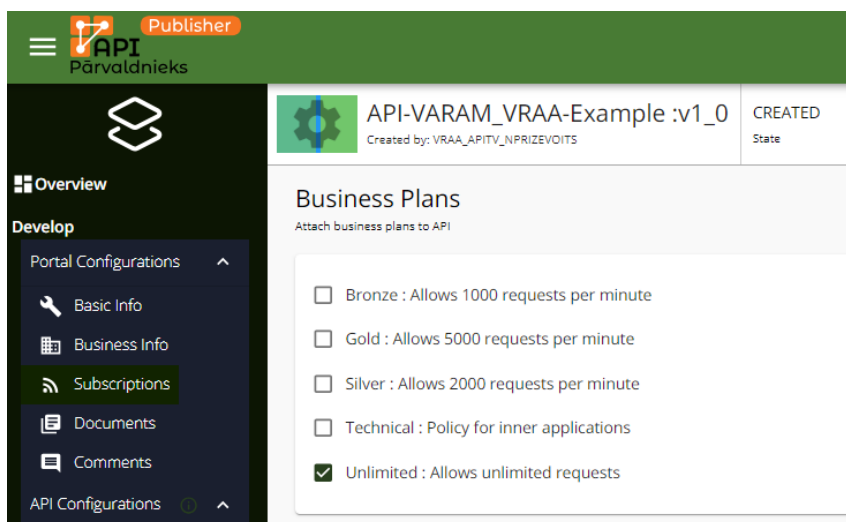 Publisher
API
Pārvaldnieks
API-VARAM_VRAA-Example :v1_0
Created by: VRAA_APITV_NPRIZEVOITS
CREATED
State
Overview
Develop
Portal Configurations
Basic Info
Business Info
Subscriptions
Documents
Comments
API Configurations
Business Plans
Attach business plans to API
Bronze : Allows 1000 requests per minute
Gold : Allows 5000 requests per minute
Silver : Allows 2000 requests per minute
Technical : Policy for inner applications
Unlimited : Allows unlimited requests